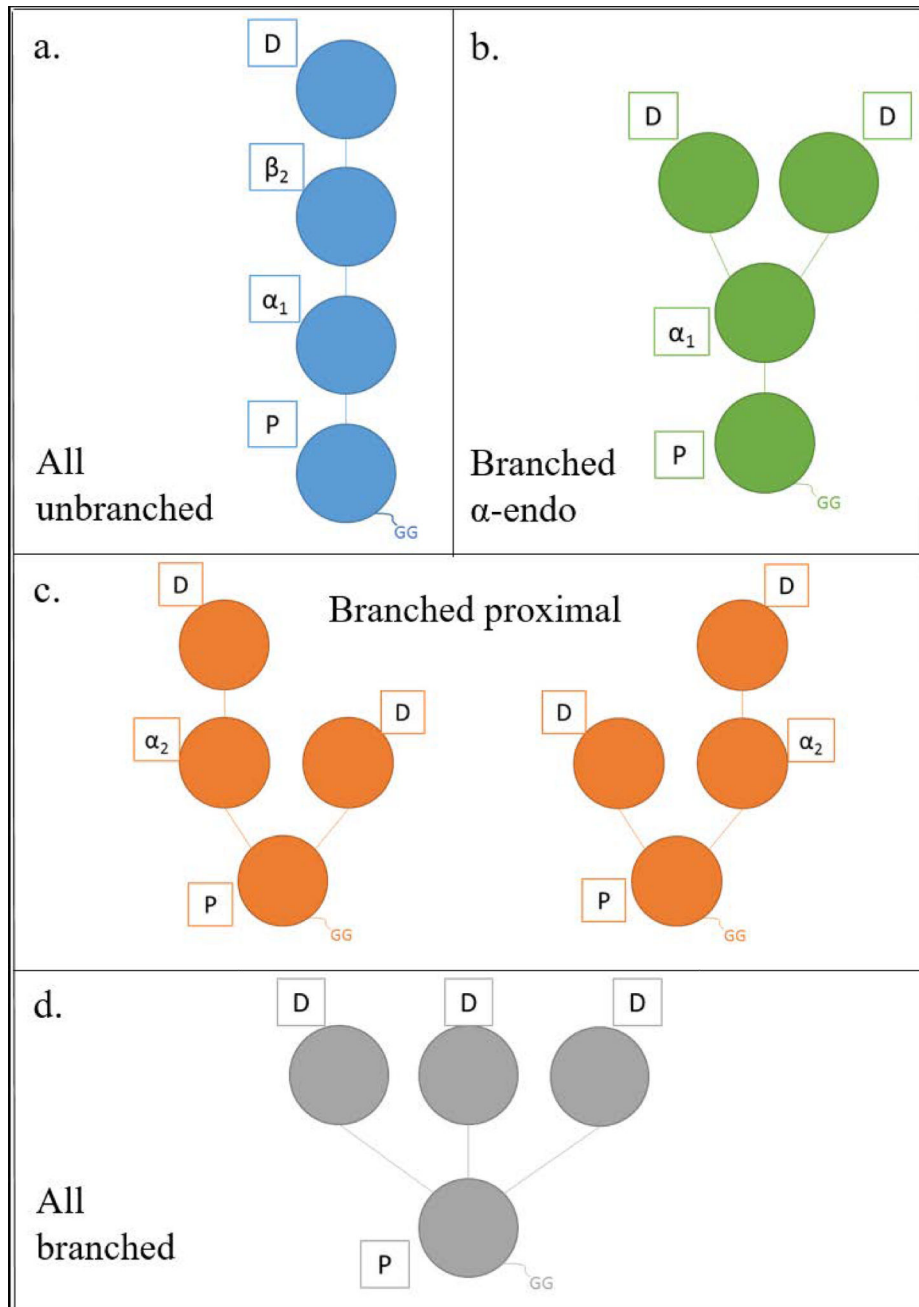 a.
D
β₂
α₁
P
GG
All
unbranched
b.
D D
α₁
P
GG
Branched
α-endo
c.
Branched proximal
D
α₂
D
P
GG
D
D
α₂
P
GG
d.
D D D
P
GG
All
branched